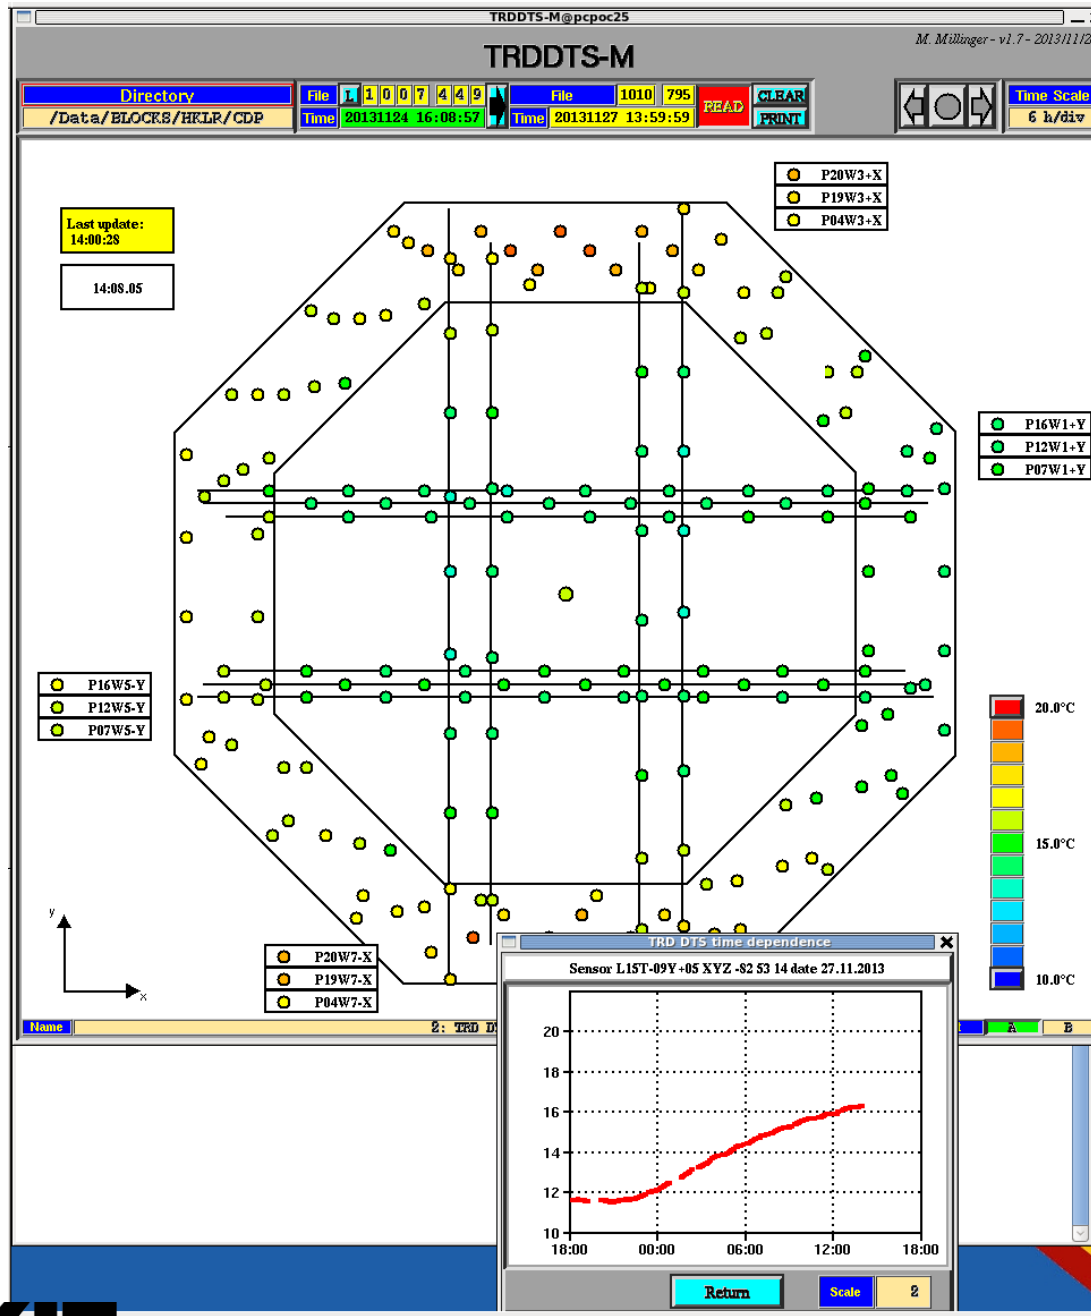 TRDDTS-M@pcpoc25
M. Millinger - v1.7 - 2013/11/2
TRDDTS-M
Directory
/Data/BLOCKS/HKLR/CDP
File L 1 0 0 7 4 4 9
Time 20131124 16:08:57
File 1010 795
Time 20131127 13:59:59
READ
CLEAR
PRINT
Time Scale
6 h/div
Last update:
14:00:28
14:08.05
P20W3+X
P19W3+X
P04W3+X
P16W1+Y
P12W1+Y
P07W1+Y
P16W5-Y
P12W5-Y
P07W5-Y
20.0°C
15.0°C
10.0°C
y
x
P20W7-X
P19W7-X
P04W7-X
Name
2: TRD D
A
B
TRD DTS time dependence
Sensor L15T-09Y+05 XYZ -82 53 14 date 27.11.2013
20
18
16
14
12
10
18:00 00:00 06:00 12:00 18:00
Return
Scale 2